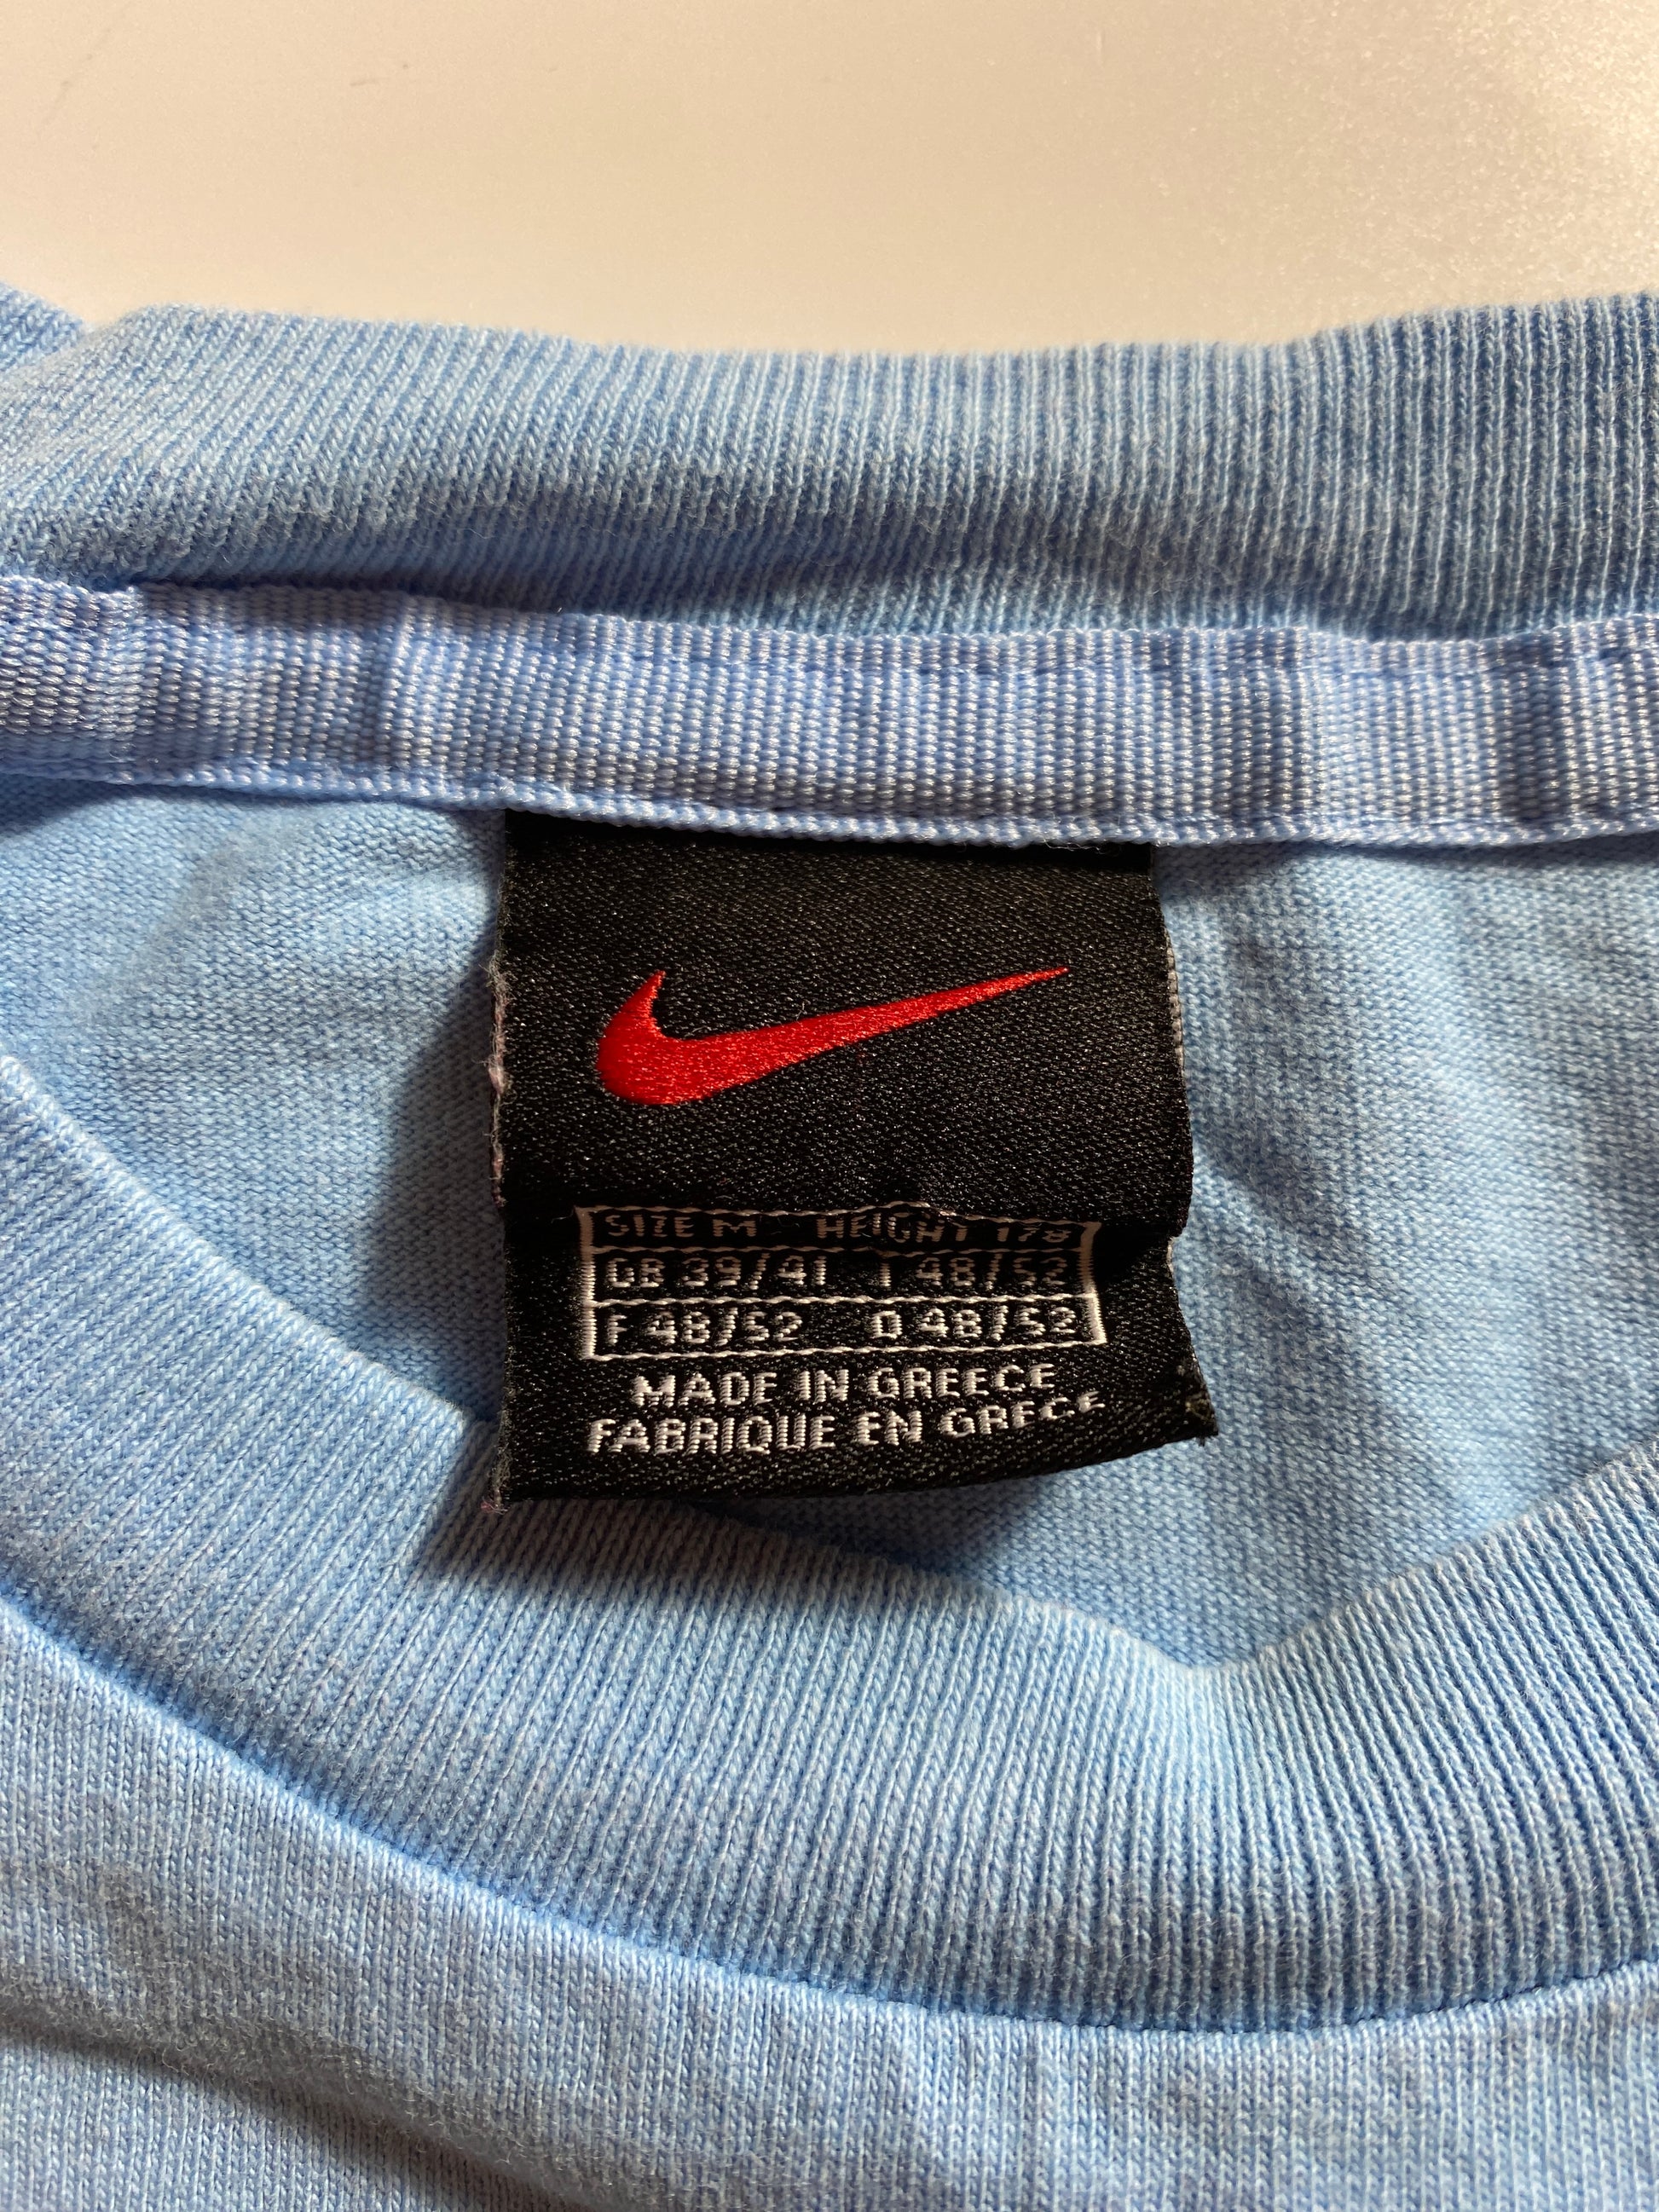 SIZE M HEIGHT 178
GB 39/41 I 48/52
F 48/52 D 48/52
MADE IN GREECE
FABRIQUE EN GRECE